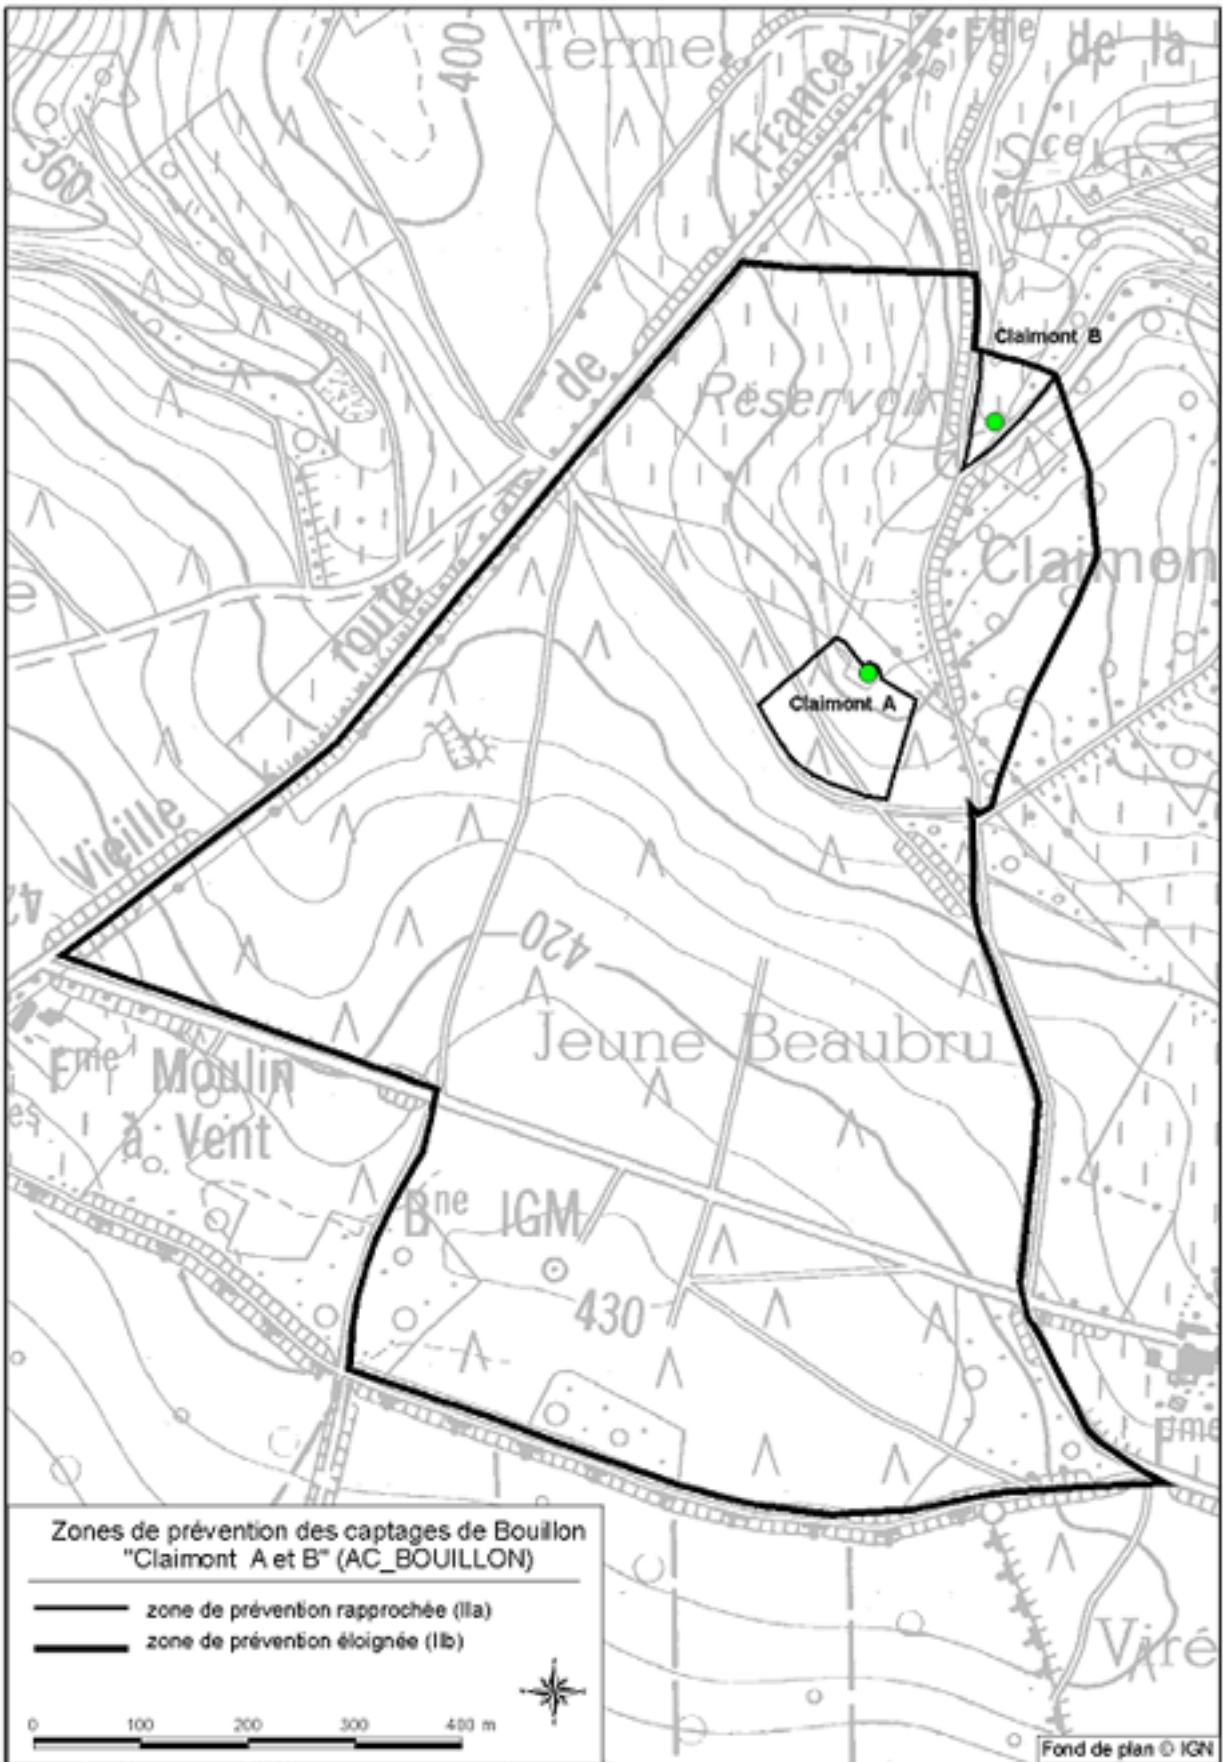 400
Terme
Fme de la
France
Sce
360
de
Claimont B
Réservoir
Claimon
route
Claimont A
Vieille
42
420
Jeune Beaubru
Fme Moulin
à Vent
Bne IGM
430
Fme
Viré
Zones de prévention des captages de Bouillon
"Claimont A et B" (AC_BOUILLON)
zone de prévention rapprochée (IIa)
zone de prévention éloignée (IIb)
0 100 200 300 400 m
Fond de plan © IGN